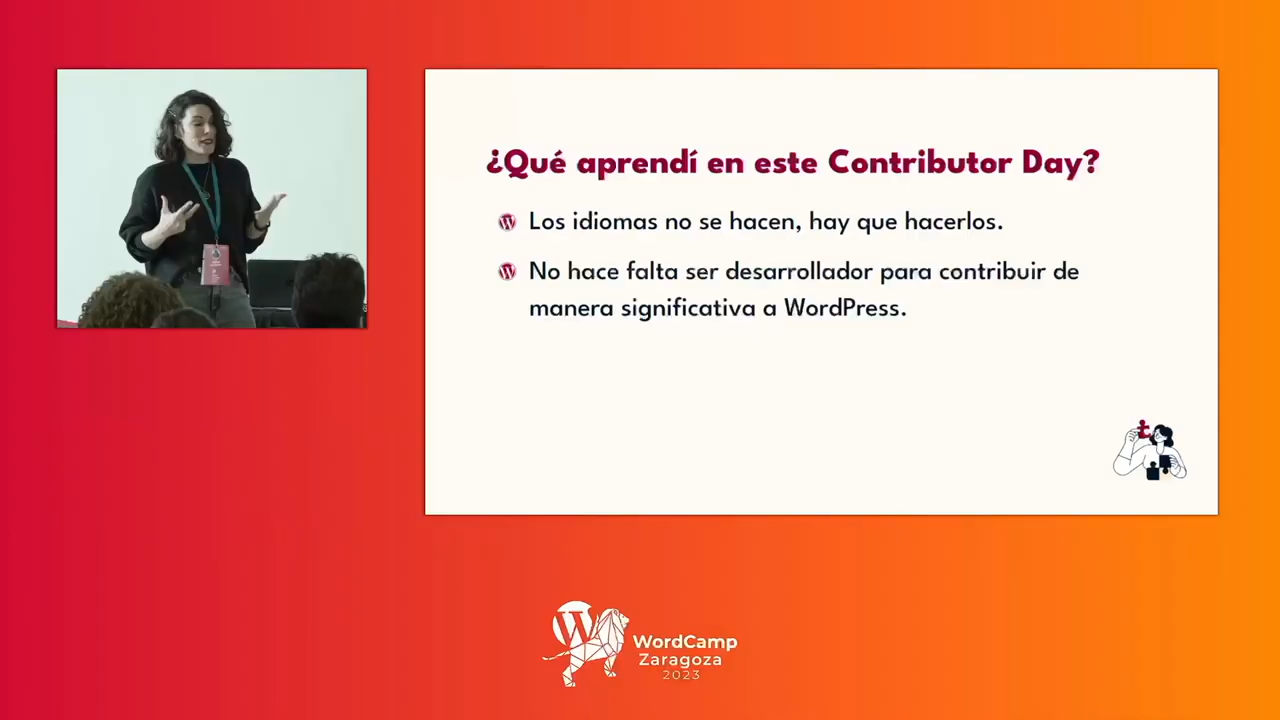 ¿Qué aprendí en este Contributor Day?
Los idiomas no se hacen, hay que hacerlos.
No hace falta ser desarrollador para contribuir de
manera significativa a WordPress.
WordCamp
Zaragoza
2023